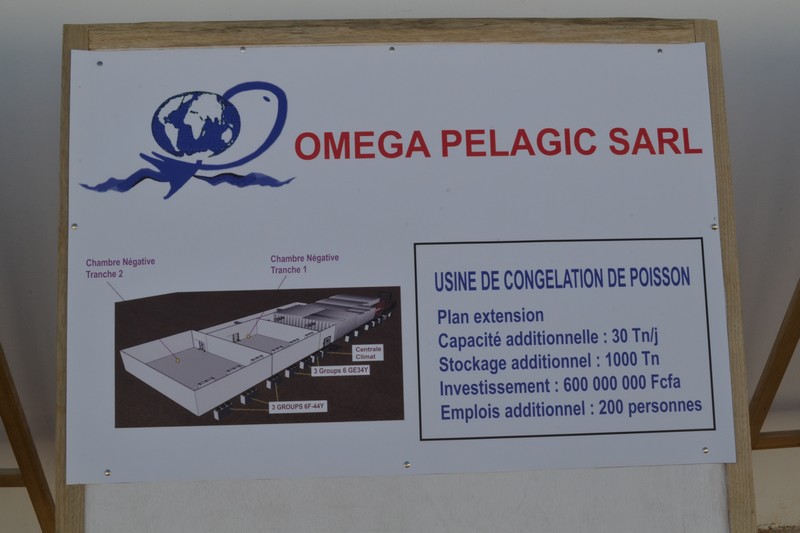 OMEGA PELAGIC SARL
Chambre Négative
Tranche 2
Chambre Négative
Tranche 1
Centrale
Climat
3 Groups 6 GE34Y
3 GROUPS 6F-44Y
USINE DE CONGELATION DE POISSON
Plan extension
Capacité additionnelle : 30 Tn/j
Stockage additionnel : 1000 Tn
Investissement : 600 000 000 Fcfa
Emplois additionnel : 200 personnes